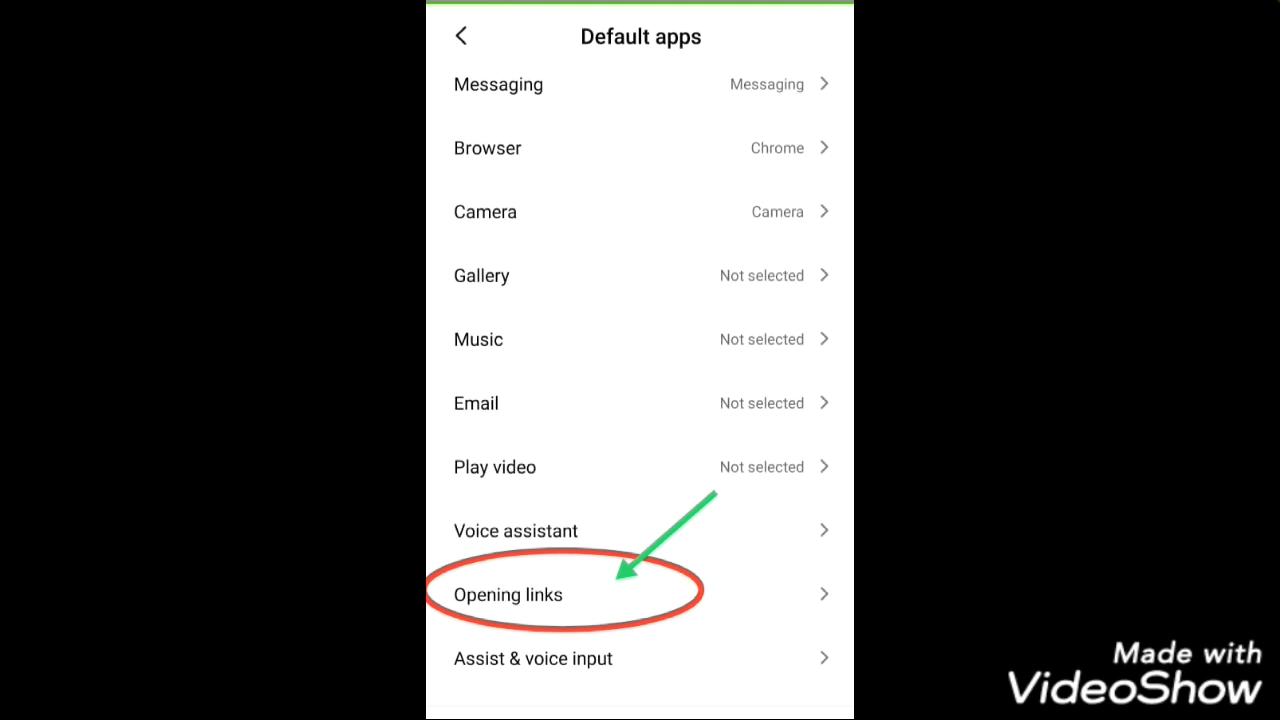 Default apps
Messaging Messaging
Browser Chrome
Camera Camera
Gallery Not selected
Music Not selected
Email Not selected
Play video Not selected
Voice assistant
Opening links
Assist & voice input
Made with
VideoShow